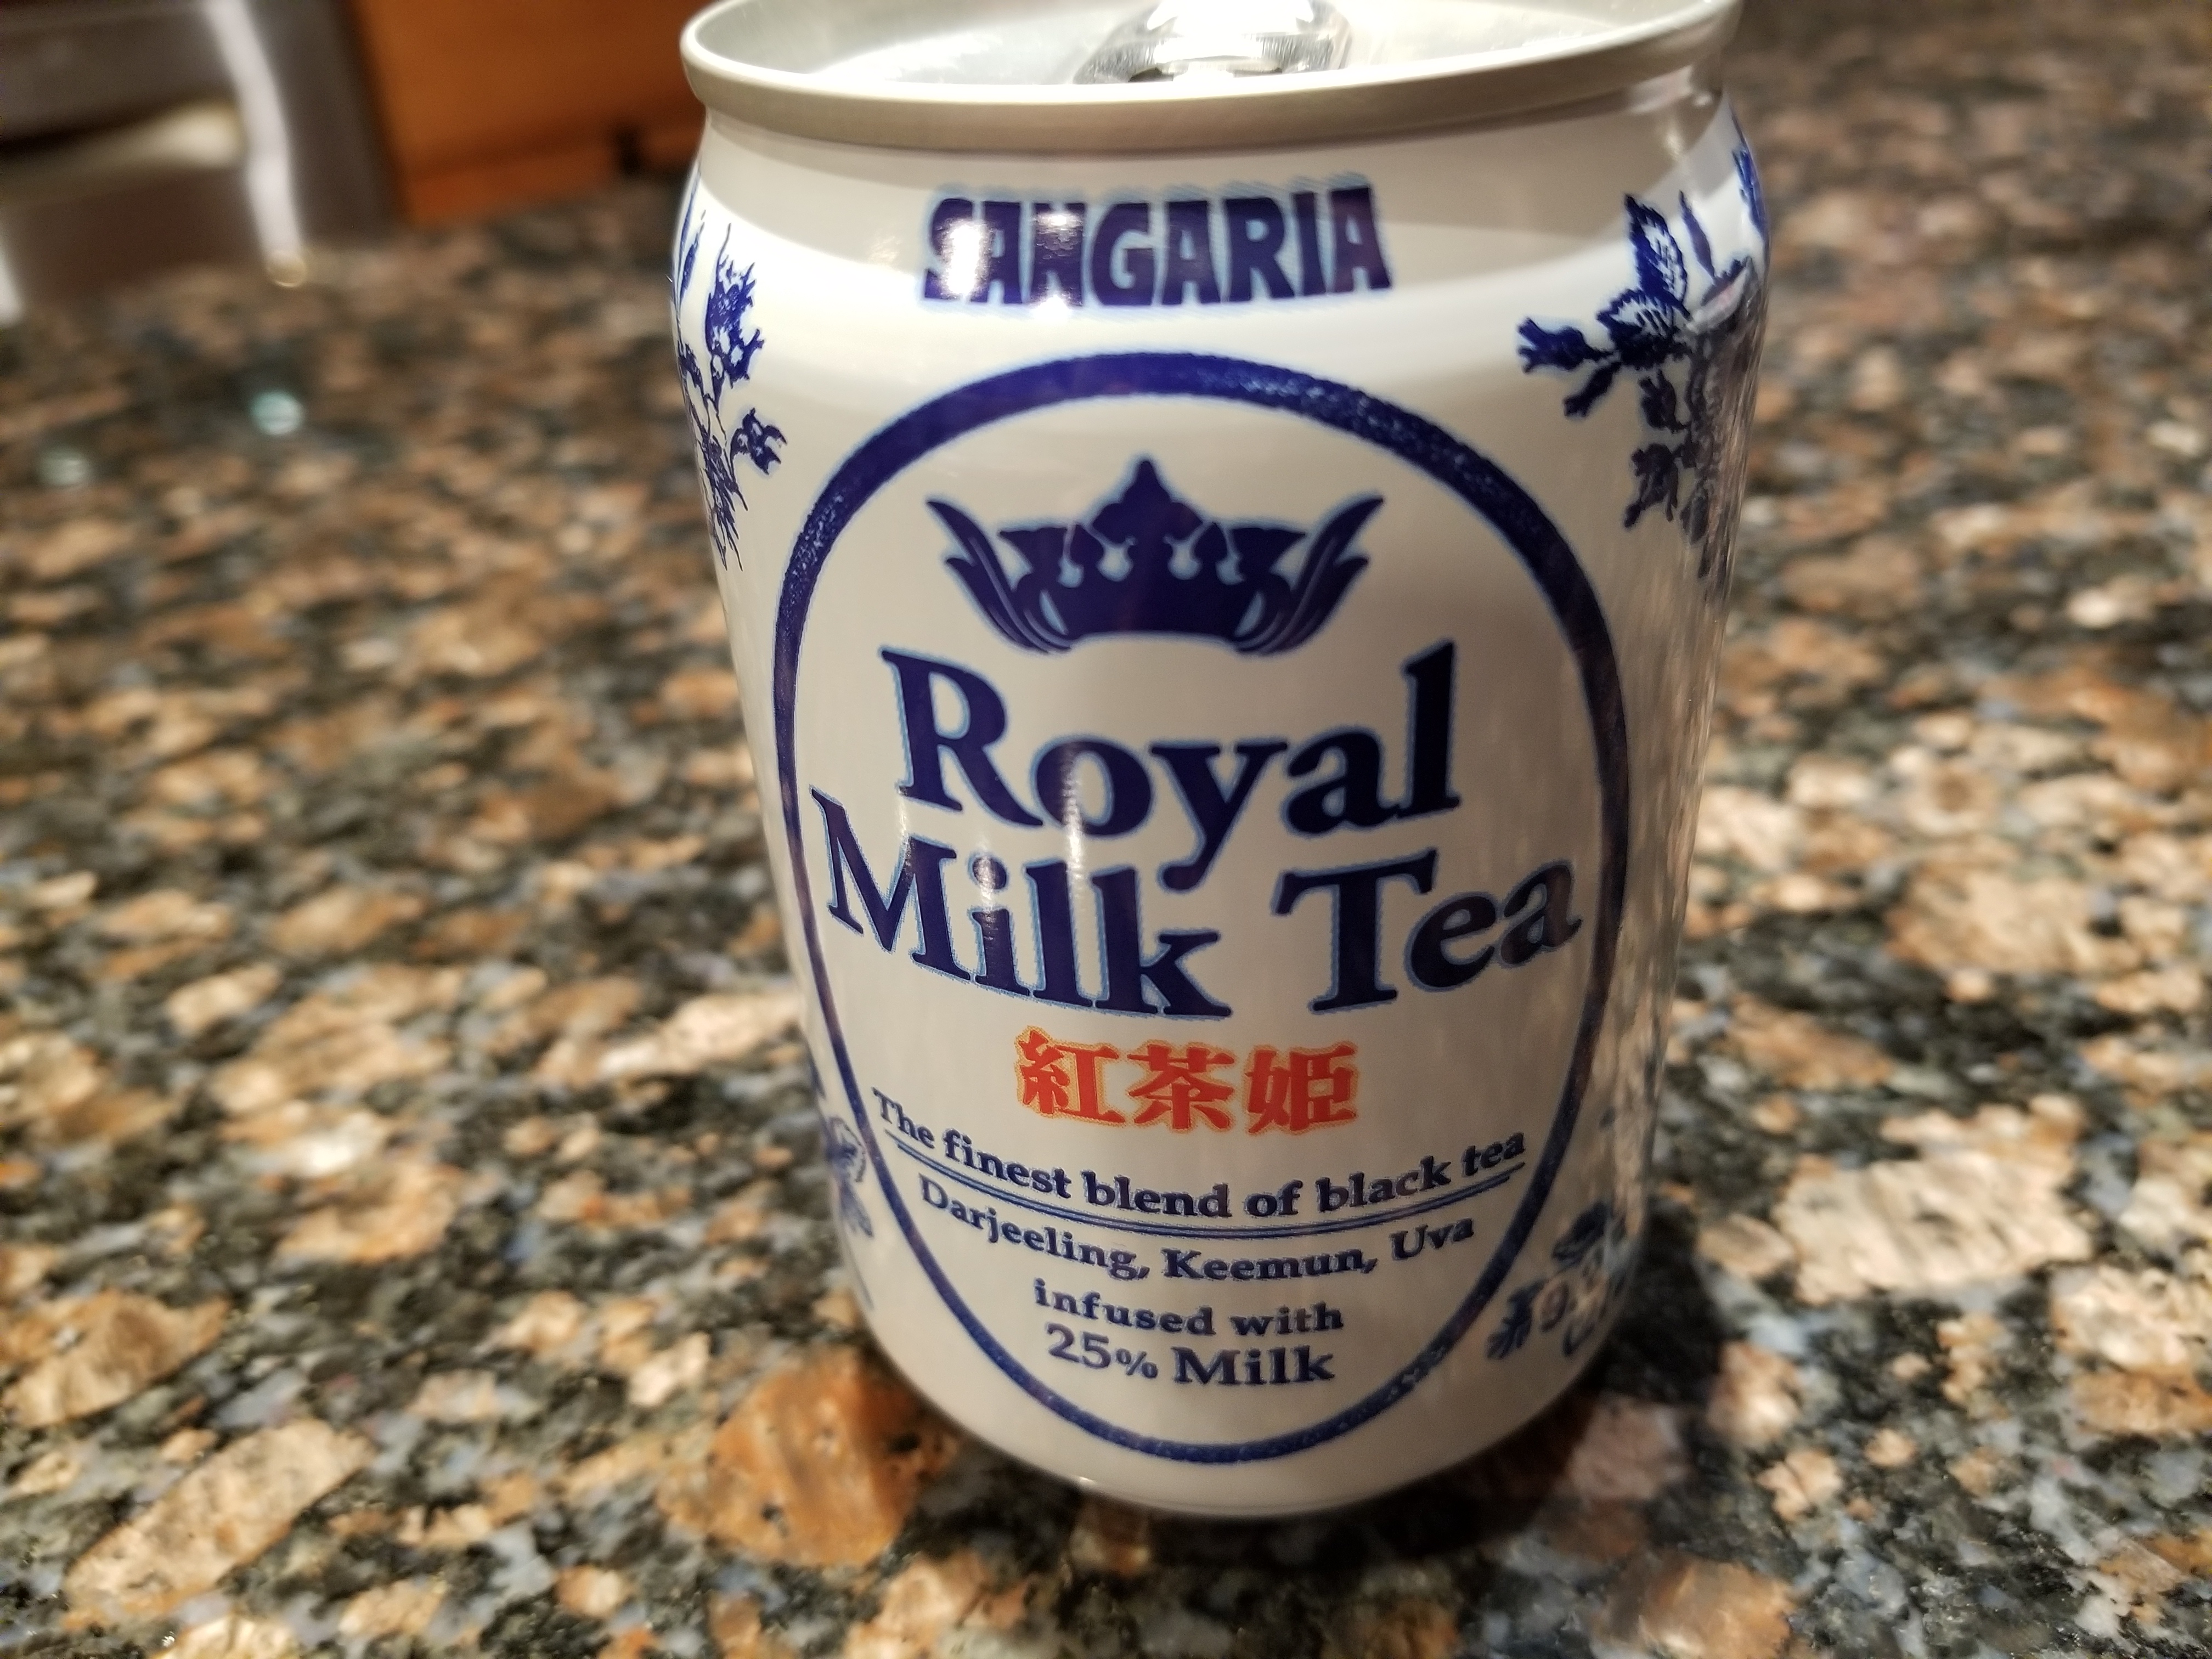 SANGARIA
Royal
Milk Tea
紅茶姫
The finest blend of black tea
Darjeeling, Keemun, Uva
infused with
25% Milk